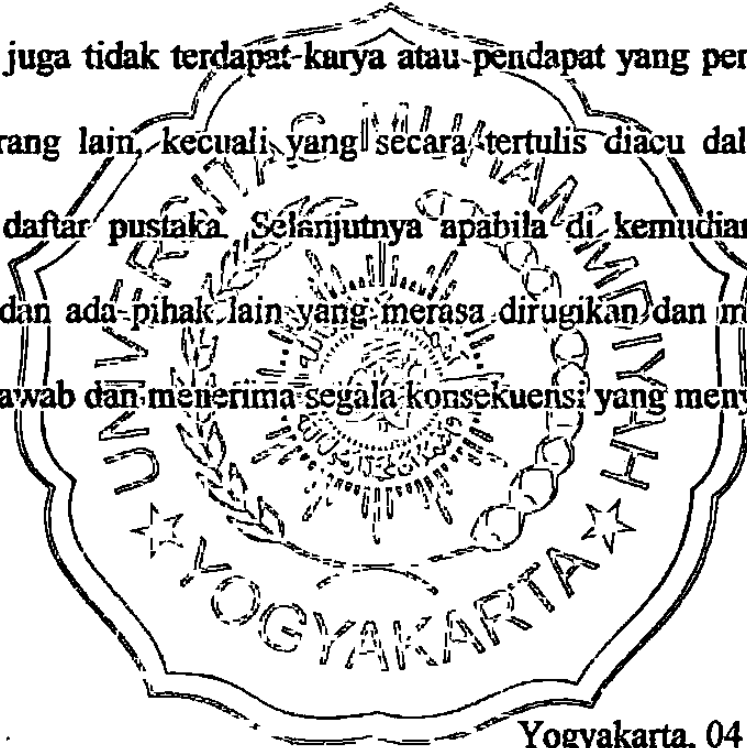 juga tidak terdapat karya atau pendapat yang per
rang lain, kecuali yang secara tertulis diacu dal
daftar pustaka. Selanjutnya apabila di kemudian
dan ada pihak lain yang merasa dirugikan dan m
awab dan menerima segala konsekuensi yang meny
UNIVERSITAS MUHAMMADIYAH
YOGYAKARTA
Yogyakarta, 04